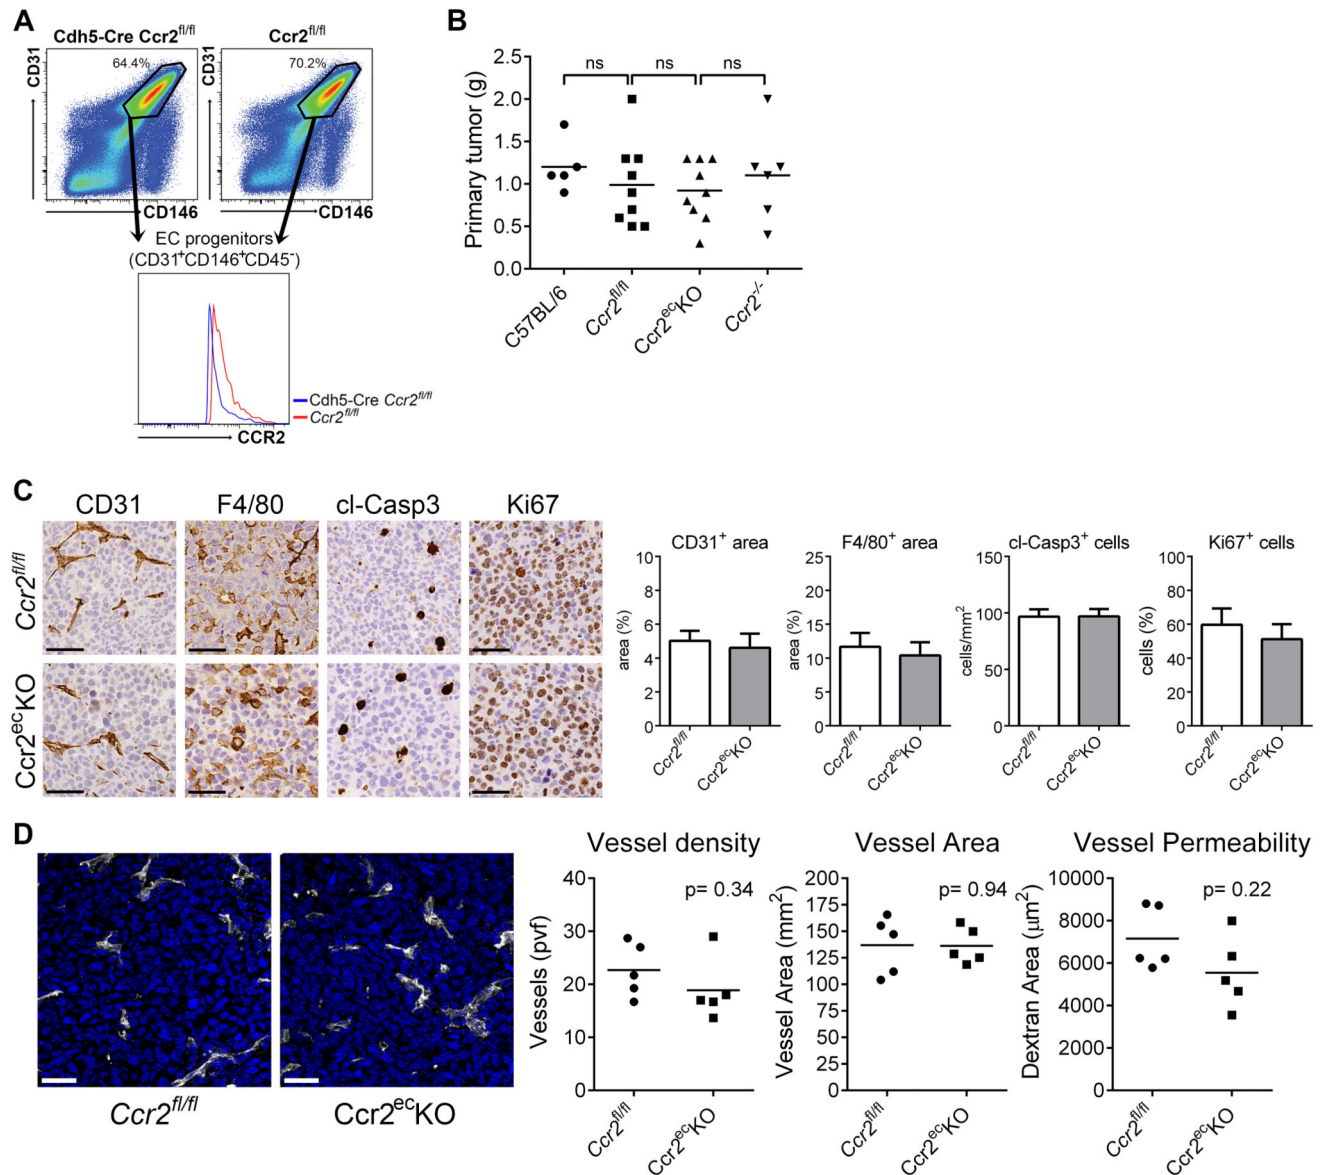 A
Cdh5-Cre Ccr2fl/fl
Ccr2fl/fl
CD31
64.4%
CD146
CD31
70.2%
CD146
EC progenitors
(CD31+CD146+CD45-)
Cdh5-Cre Ccr2fl/fl
Ccr2fl/fl
CCR2
B
Primary tumor (g)
2.5
2.0
1.5
1.0
0.5
0.0
ns
ns
ns
C57BL/6
Ccr2fl/fl
Ccr2ecKO
Ccr2-/-
C
CD31
F4/80
cl-Casp3
Ki67
Ccr2fl/fl
Ccr2ecKO
CD31+ area
area (%)
10
8
6
4
2
0
Ccr2fl/fl
Ccr2ecKO
F4/80+ area
area (%)
25
20
15
10
5
0
Ccr2fl/fl
Ccr2ecKO
cl-Casp3+ cells
cells/mm2
150
100
50
0
Ccr2fl/fl
Ccr2ecKO
Ki67+ cells
cells (%)
100
80
60
40
20
0
Ccr2fl/fl
Ccr2ecKO
D
Ccr2fl/fl
Ccr2ecKO
Vessel density
p= 0.34
Vessels (pvf)
40
30
20
10
0
Ccr2fl/fl
Ccr2ecKO
Vessel Area
p= 0.94
Vessel Area (mm2)
200
175
150
125
100
75
50
25
0
Ccr2fl/fl
Ccr2ecKO
Vessel Permeability
p= 0.22
Dextran Area (μm2)
10000
8000
6000
4000
2000
0
Ccr2fl/fl
Ccr2ecKO